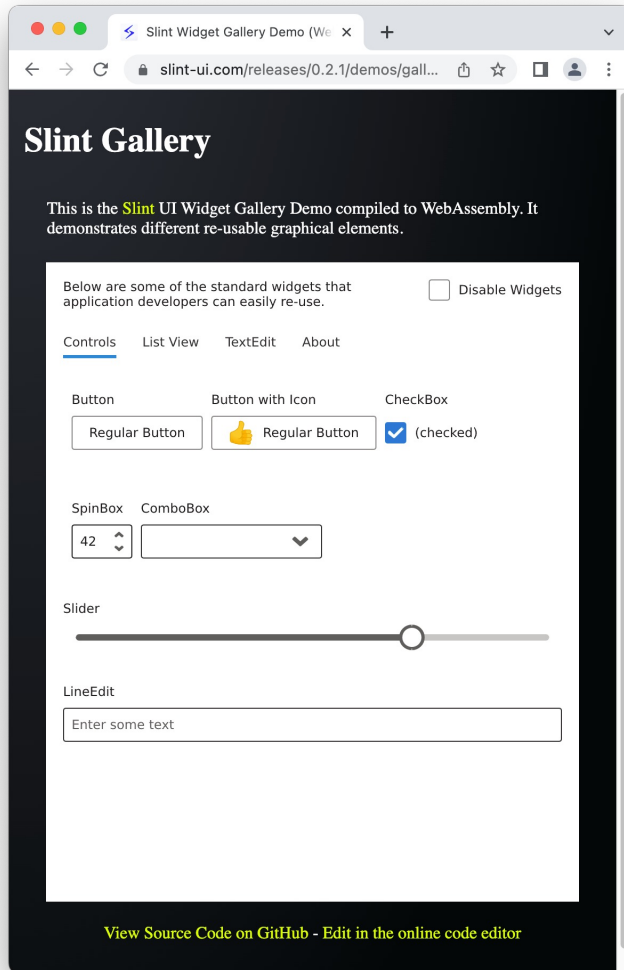 Slint Widget Gallery Demo (We
slint-ui.com/releases/0.2.1/demos/gall...
Slint Gallery
This is the Slint UI Widget Gallery Demo compiled to WebAssembly. It
demonstrates different re-usable graphical elements.
Below are some of the standard widgets that
application developers can easily re-use.
Disable Widgets
Controls List View TextEdit About
Button Button with Icon CheckBox
Regular Button Regular Button (checked)
SpinBox ComboBox
42
Slider
LineEdit
Enter some text
View Source Code on GitHub - Edit in the online code editor